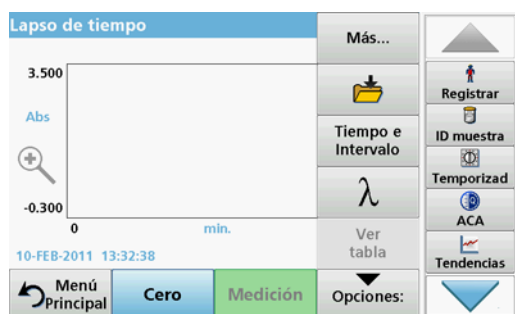 Lapso de tiempo
Más...
3.500
Abs
-0.300
0
min.
10-FEB-2011 13:32:38
Tiempo e
Intervalo
λ
Ver
tabla
Menú
Principal
Cero
Medición
Opciones:
Registrar
ID muestra
Temporizad
ACA
Tendencias